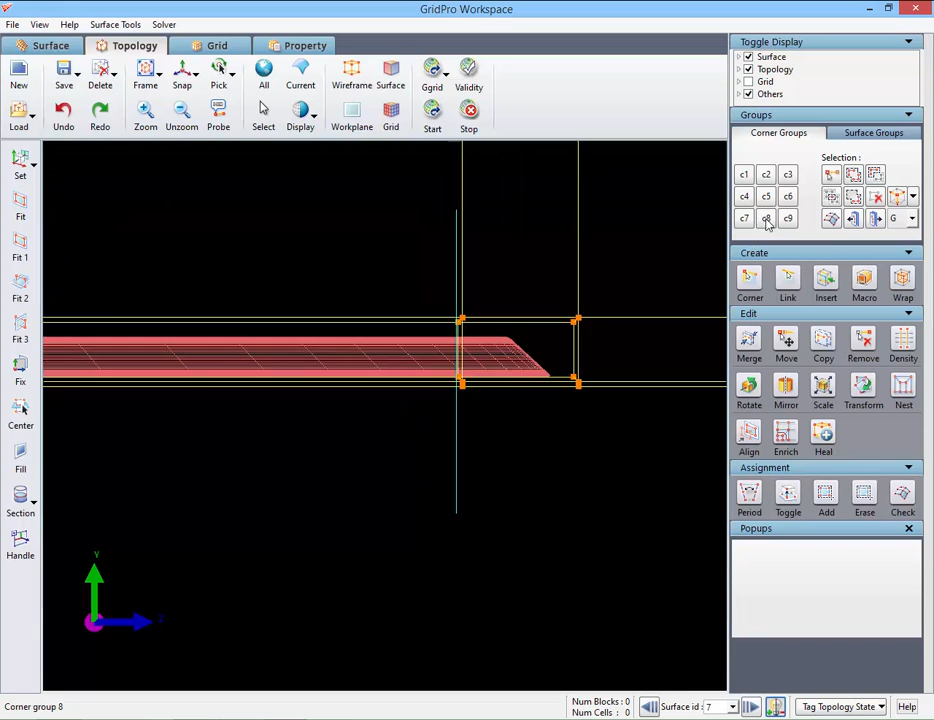 GridPro Workspace
File View Help Surface Tools Solver
Surface Topology Grid Property
New Save Delete Frame Snap Pick All Current Wireframe Surface Ggrid Validity
Load Undo Redo Zoom Unzoom Probe Select Display Workplane Grid Start Stop
Set
Fit
Fit 1
Fit 2
Fit 3
Fix
Center
Fill
Section
Handle
Y
Z
Toggle Display
Surface
Topology
Grid
Others
Groups
Corner Groups Surface Groups
Selection :
c1 c2 c3
c4 c5 c6
c7 c8 c9 G
Create
Corner Link Insert Macro Wrap
Edit
Merge Move Copy Remove Density
Rotate Mirror Scale Transform Nest
Align Enrich Heal
Assignment
Period Toggle Add Erase Check
Popups
Corner group 8
Num Blocks: 0
Num Cells: 0
Surface id: 7
Tag Topology State
Help